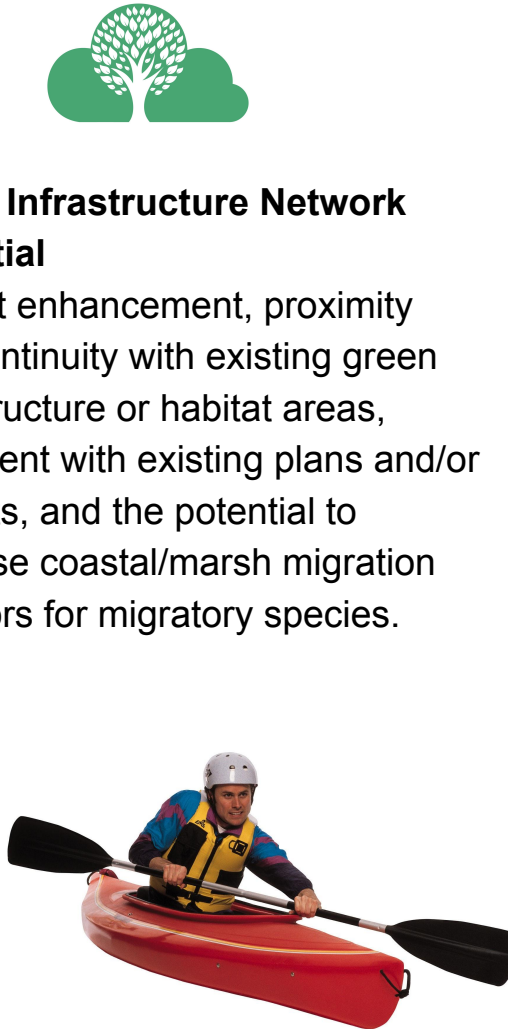 Infrastructure Network
tial
t enhancement, proximity
ntinuity with existing green
ructure or habitat areas,
ent with existing plans and/or
s, and the potential to
se coastal/marsh migration
ors for migratory species.